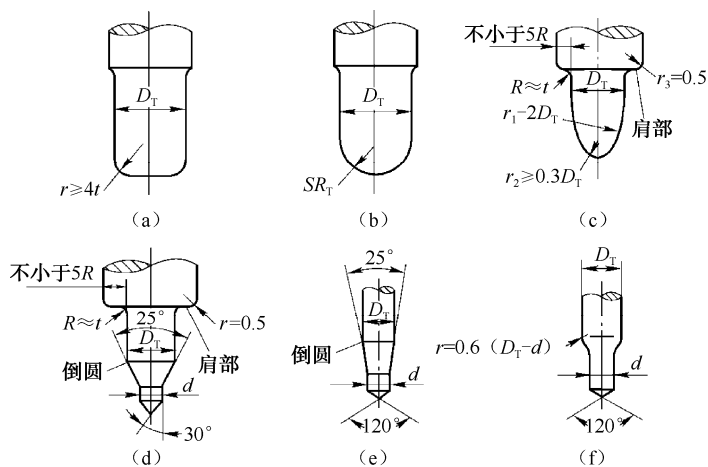 D_T
r≥4t
(a)
D_T
SR_T
(b)
不小于5R
R≈t
D_T
r_3=0.5
r_1-2D_T
肩部
r_2≥0.3D_T
(c)
不小于5R
R≈t
25°
r=0.5
D_T
倒圆
肩部
d
30°
(d)
25°
D_T
倒圆
d
120°
(e)
D_T
r=0.6（D_T-d）
d
120°
(f)